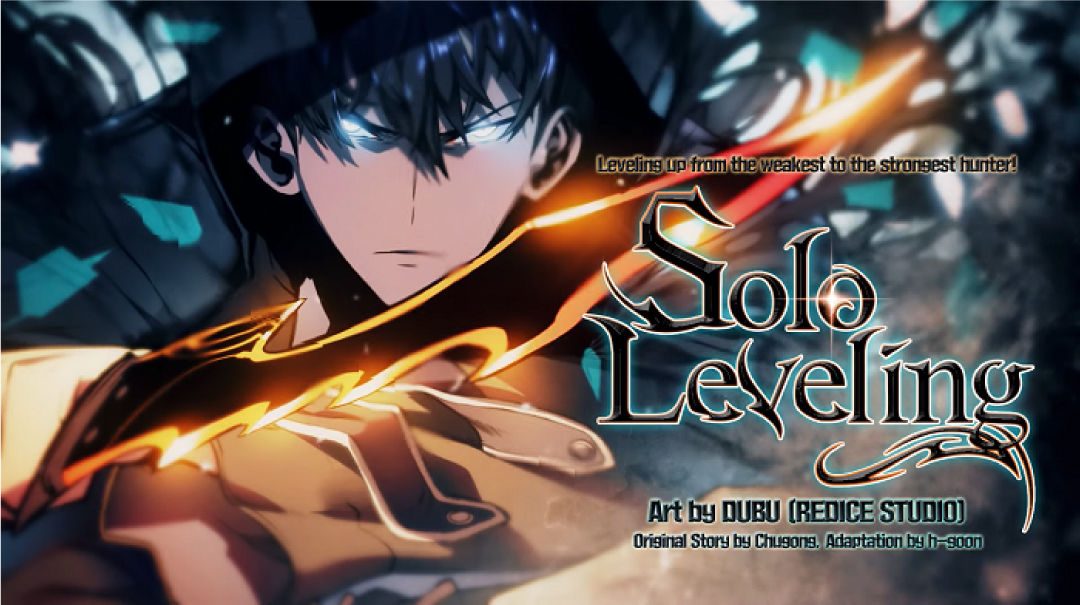 Leveling up from the weakest to the strongest hunter!
Solo
Leveling
Art by DUBU (REDICE STUDIO)
Original Story by Chugong, Adaptation by h-goon